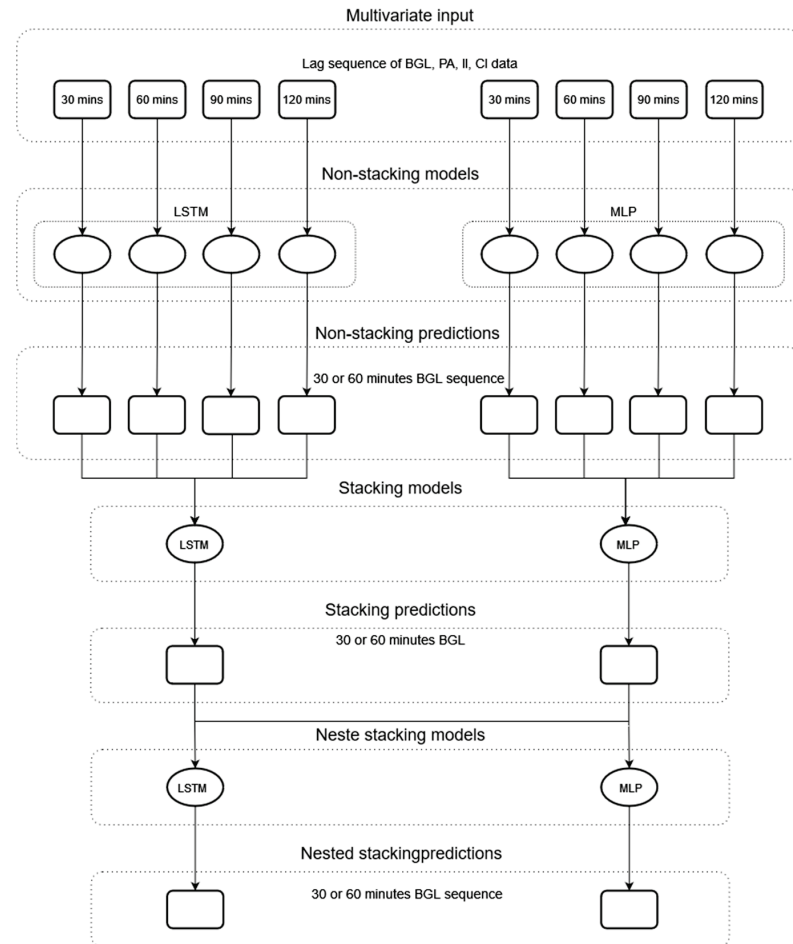 Multivariate input
Lag sequence of BGL, PA, II, CI data
30 mins 60 mins 90 mins 120 mins 30 mins 60 mins 90 mins 120 mins
Non-stacking models
LSTM MLP
Non-stacking predictions
30 or 60 minutes BGL sequence
Stacking models
LSTM MLP
Stacking predictions
30 or 60 minutes BGL
Neste stacking models
LSTM MLP
Nested stackingpredictions
30 or 60 minutes BGL sequence